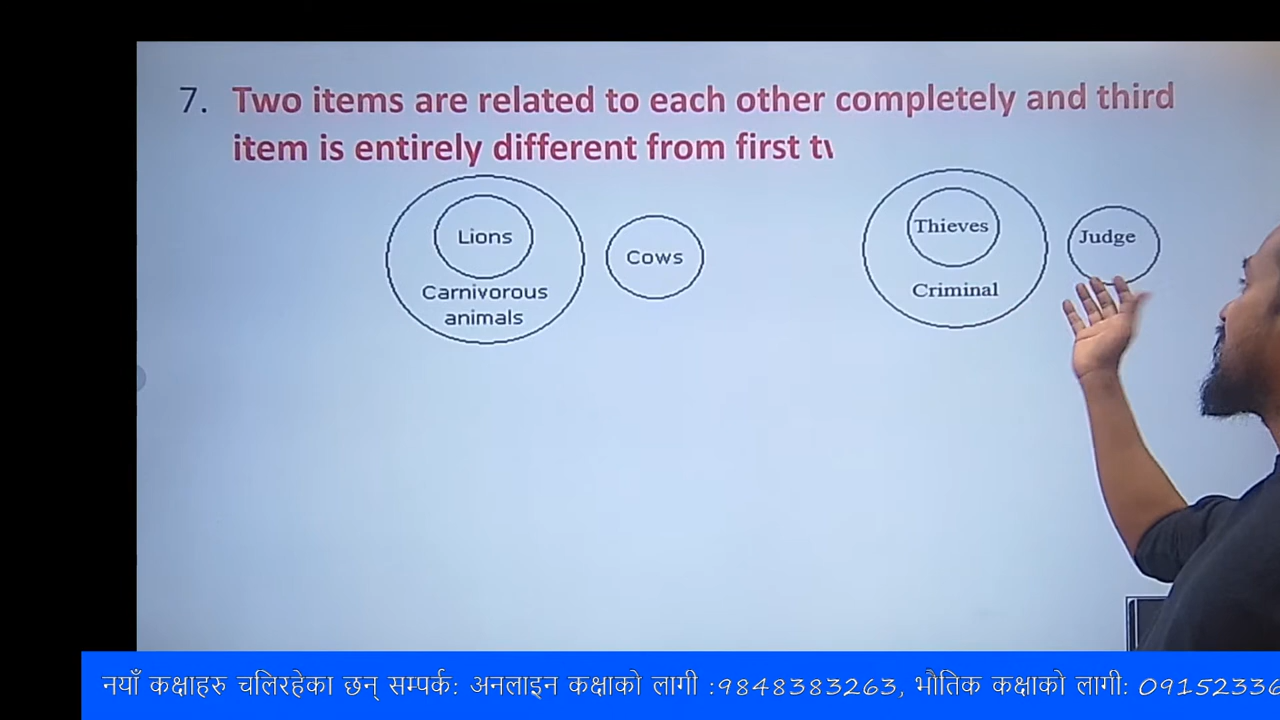 7. Two items are related to each other completely and third
item is entirely different from first
Lions
Carnivorous
animals
Cows
Thieves
Criminal
Judge
नयाँ कक्षाहरु चलिरहेका छन् सम्पर्क: अनलाइन कक्षाको लागी :9848383263, भौतिक कक्षाको लागी: 09152336